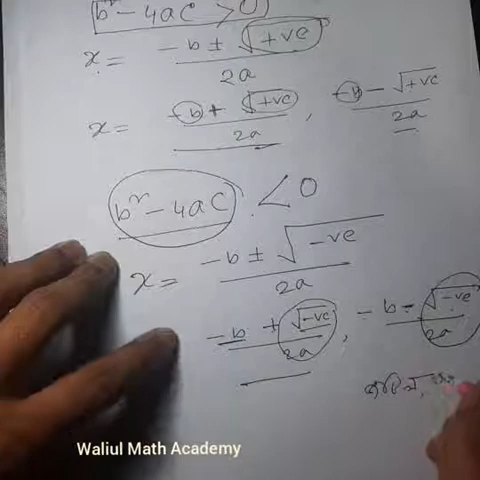 b² - 4ac > 0
x = (-b ± √(+ve)) / 2a
x = (-b + √(+ve)) / 2a , (-b - √(+ve)) / 2a
b² - 4ac < 0
x = (-b ± √(-ve)) / 2a
(-b + √(-ve)) / 2a , (-b - √(-ve)) / 2a
Waliul Math Academy